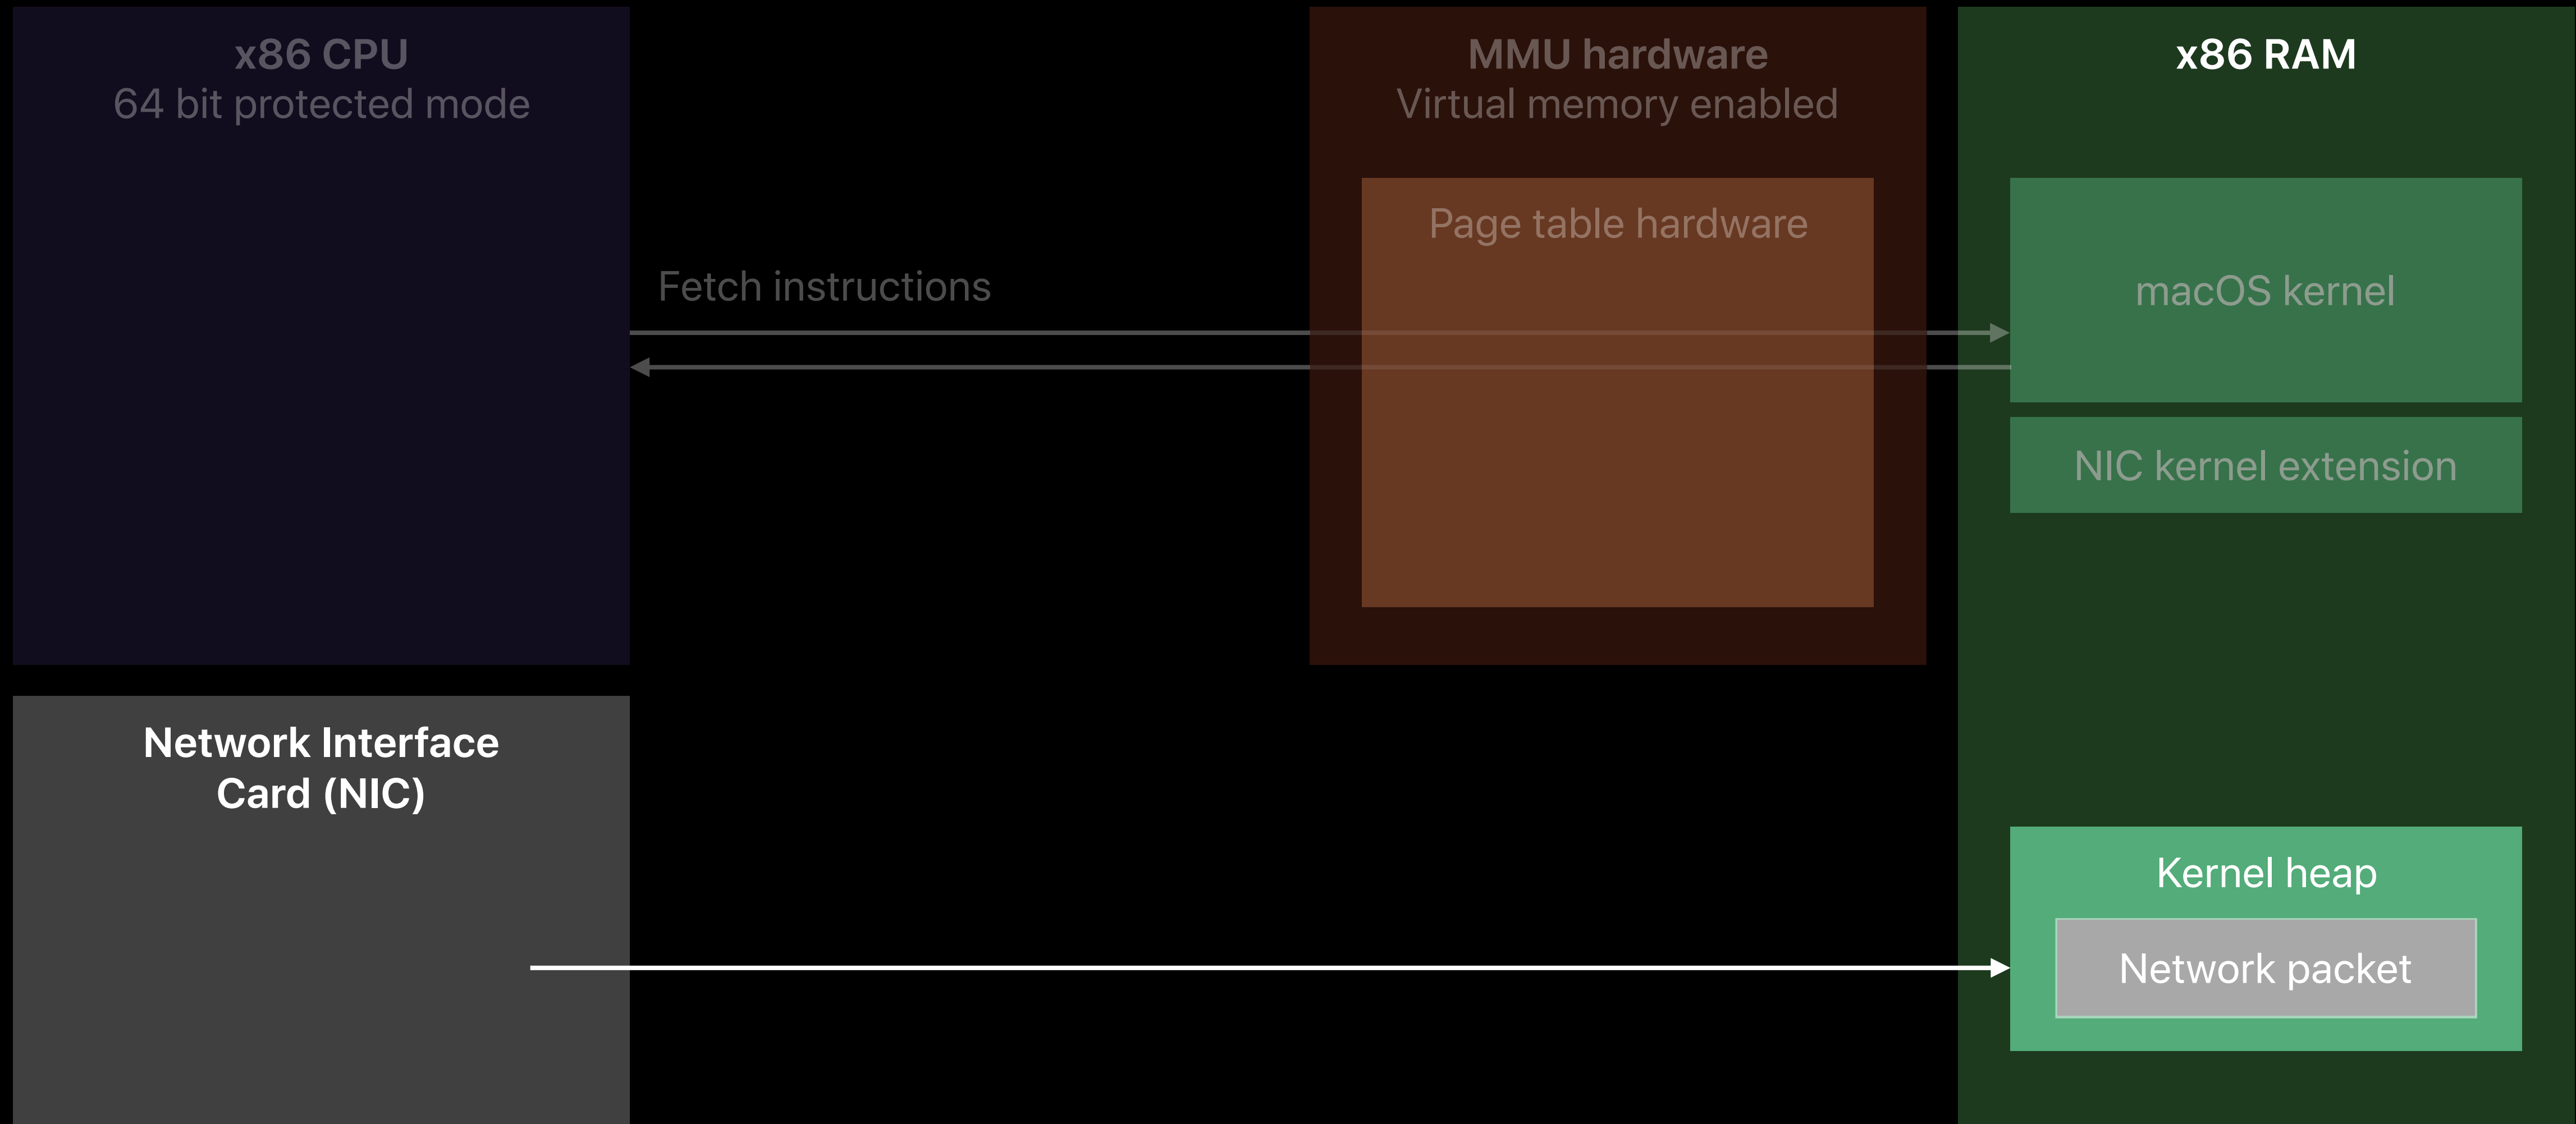 x86 CPU
64 bit protected mode
MMU hardware
Virtual memory enabled
x86 RAM
Page table hardware
Fetch instructions
macOS kernel
NIC kernel extension
Network Interface
Card (NIC)
Kernel heap
Network packet